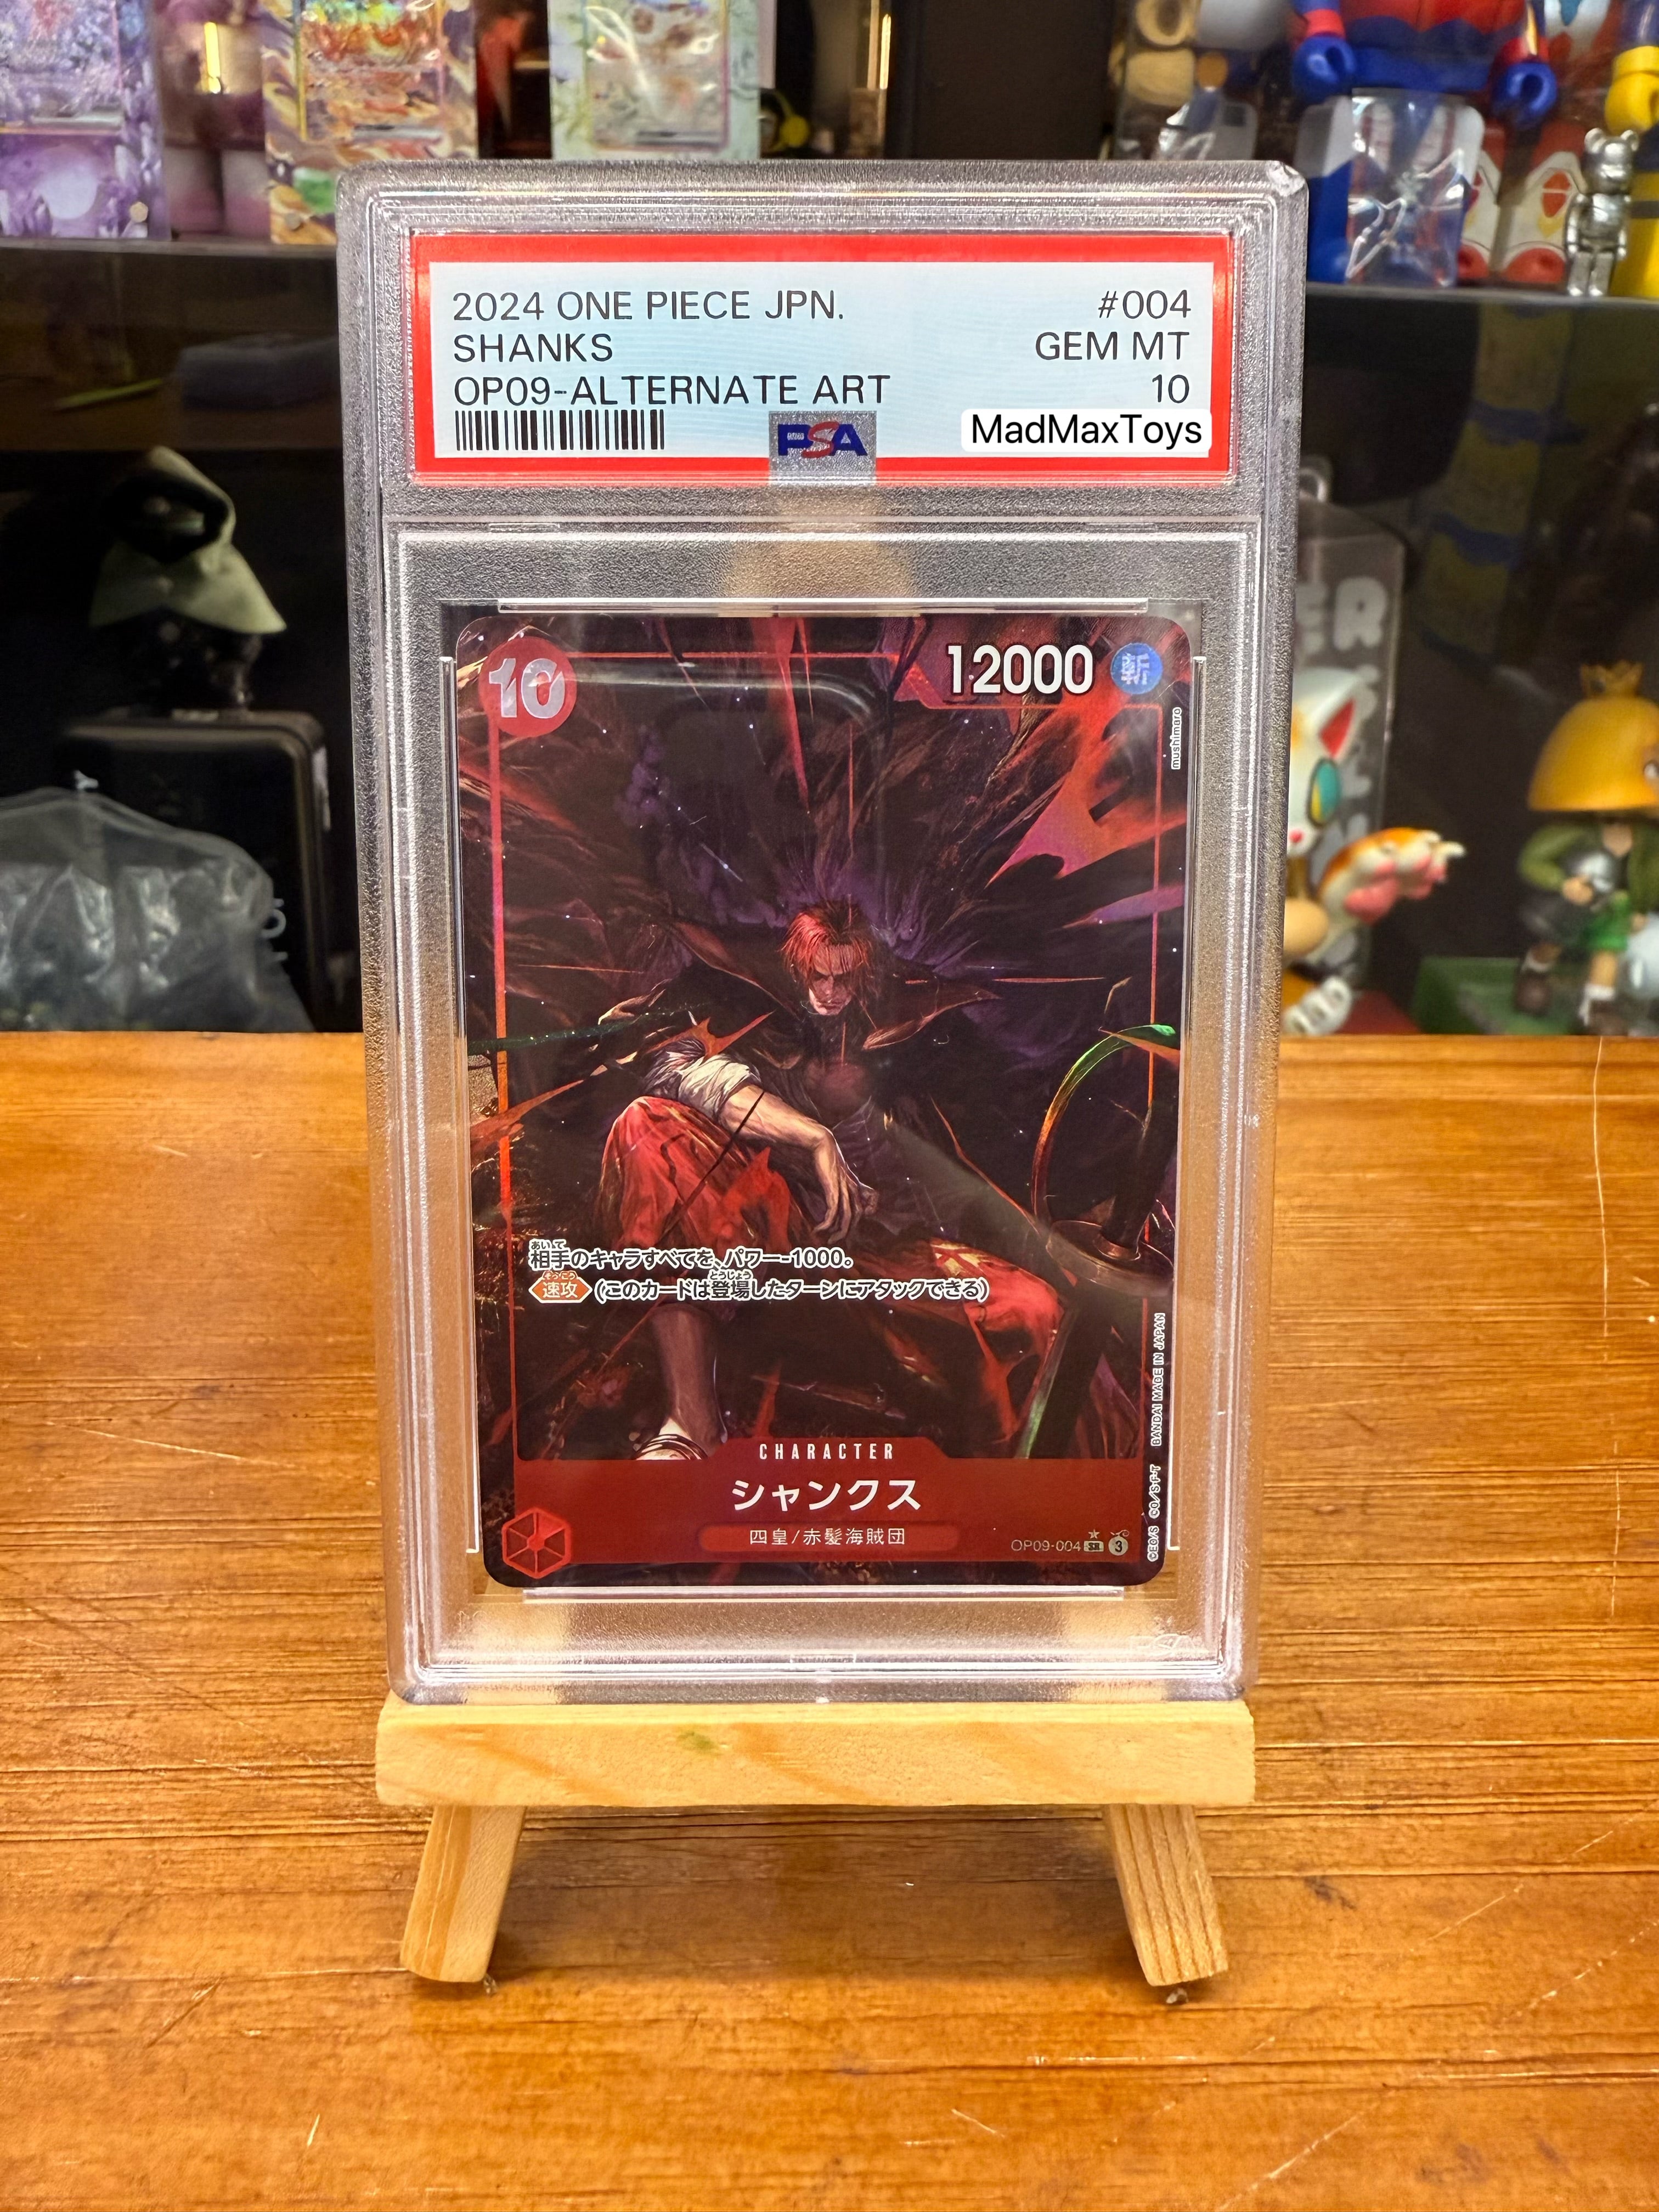 2024 ONE PIECE JPN. #004
SHANKS GEM MT
OP09-ALTERNATE ART 10
PSA
MadMaxToys
10
12000
mushimaro
相手のキャラすべてを、パワー-1000。
速攻 (このカードは登場したターンにアタックできる)
CHARACTER
シャンクス
四皇/赤髪海賊団
OP09-004 SR 3
BANDAI MADE IN JAPAN